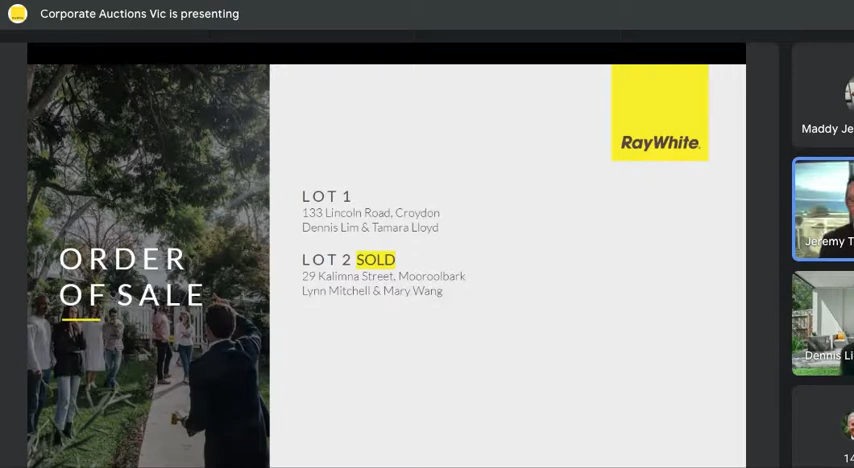 Corporate Auctions Vic is presenting
ORDER
OF SALE
RayWhite.
LOT 1
133 Lincoln Road, Croydon
Dennis Lim & Tamara Lloyd
LOT 2 SOLD
29 Kalimna Street, Mooroolbark
Lynn Mitchell & Mary Wang
Maddy Je
Jeremy T
Dennis Li
14